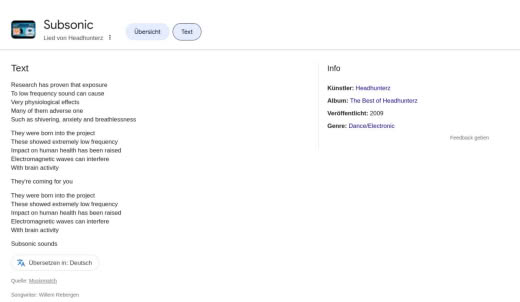 Subsonic
Lied von Headhunterz
Übersicht
Text
Text
Research has proven that exposure
To low frequency sound can cause
Very physiological effects
Many of them adverse one
Such as shivering, anxiety and breathlessness
They were born into the project
These showed extremely low frequency
Impact on human health has been raised
Electromagnetic waves can interfere
With brain activity
They're coming for you
They were born into the project
These showed extremely low frequency
Impact on human health has been raised
Electromagnetic waves can interfere
With brain activity
Subsonic sounds
Übersetzen in: Deutsch
Quelle: Musixmatch
Songwriter: Willem Rebergen
Info
Künstler: Headhunterz
Album: The Best of Headhunterz
Veröffentlicht: 2009
Genre: Dance/Electronic
Feedback geben